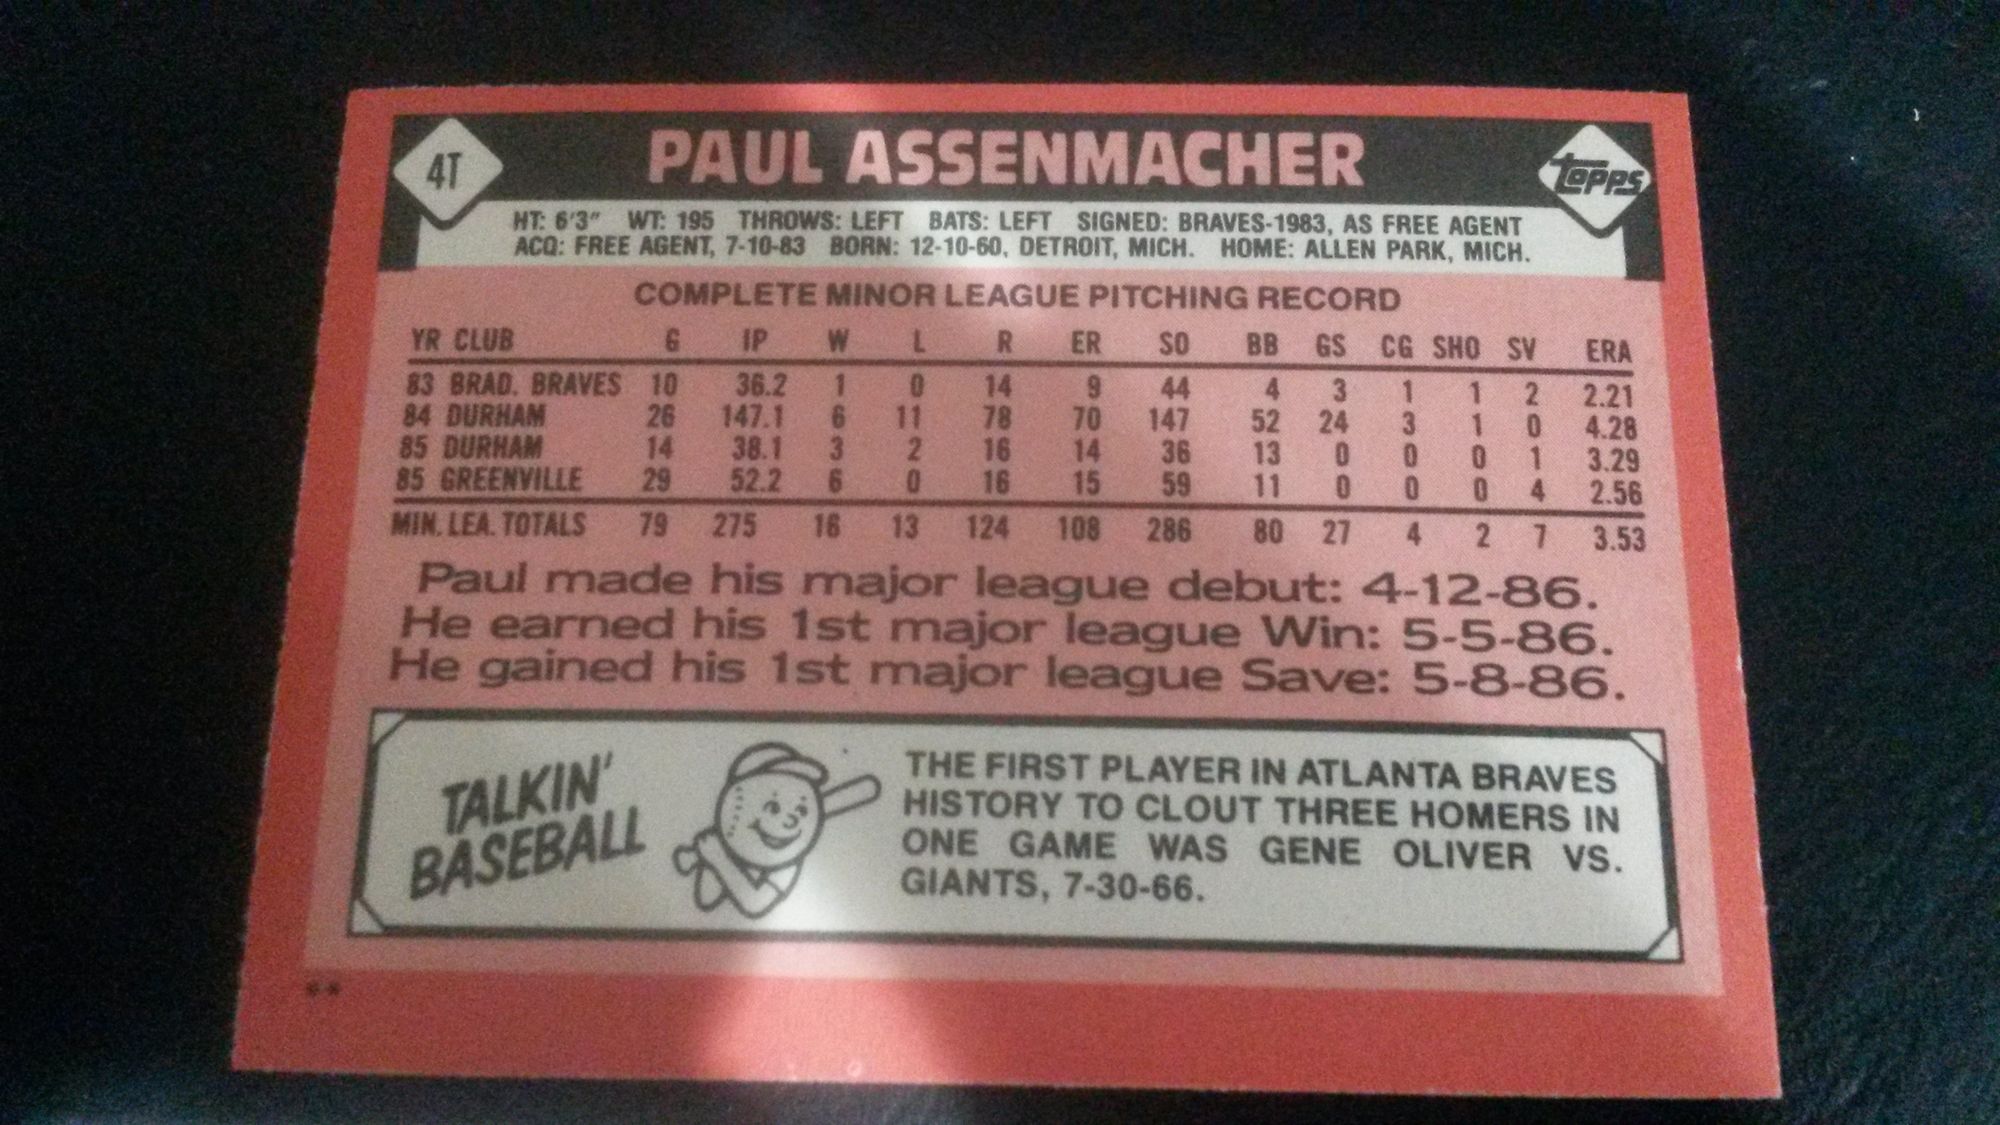 4T
PAUL ASSENMACHER
topps
HT: 6'3" WT: 195 THROWS: LEFT BATS: LEFT SIGNED: BRAVES-1983, AS FREE AGENT
ACQ: FREE AGENT, 7-10-83 BORN: 12-10-60, DETROIT, MICH. HOME: ALLEN PARK, MICH.
COMPLETE MINOR LEAGUE PITCHING RECORD
YR CLUB G IP W L R ER SO BB GS CG SHO SV ERA
83 BRAD. BRAVES 10 36.2 1 0 14 9 44 4 3 1 1 2 2.21
84 DURHAM 26 147.1 6 11 78 70 147 52 24 3 1 0 4.28
85 DURHAM 14 38.1 3 2 16 14 36 13 0 0 0 1 3.29
85 GREENVILLE 29 52.2 6 0 16 15 59 11 0 0 0 4 2.56
MIN. LEA. TOTALS 79 275 16 13 124 108 286 80 27 4 2 7 3.53
Paul made his major league debut: 4-12-86.
He earned his 1st major league Win: 5-5-86.
He gained his 1st major league Save: 5-8-86.
TALKIN'
BASEBALL
THE FIRST PLAYER IN ATLANTA BRAVES
HISTORY TO CLOUT THREE HOMERS IN
ONE GAME WAS GENE OLIVER VS.
GIANTS, 7-30-66.
**